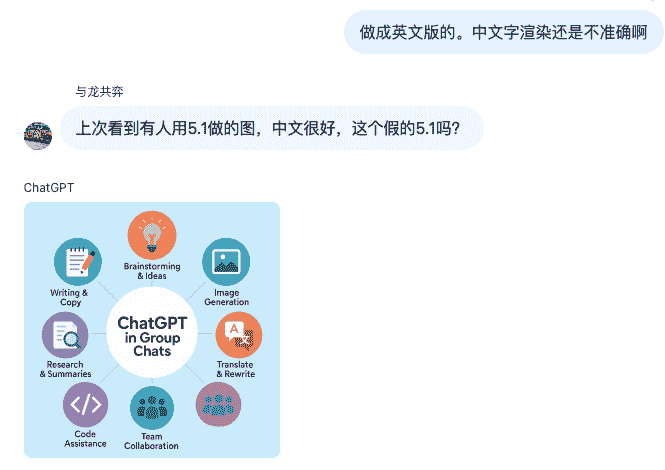 做成英文版的。中文字渲染还是不准确啊
与龙共弈
上次看到有人用5.1做的图，中文很好，这个假的5.1吗？
ChatGPT
Brainstorming
& Ideas
Writing &
Copy
Image
Generation
ChatGPT
in Group
Chats
Research
& Summaries
A
Translate
& Rewrite
</>
Code
Assistance
Team
Collaboration